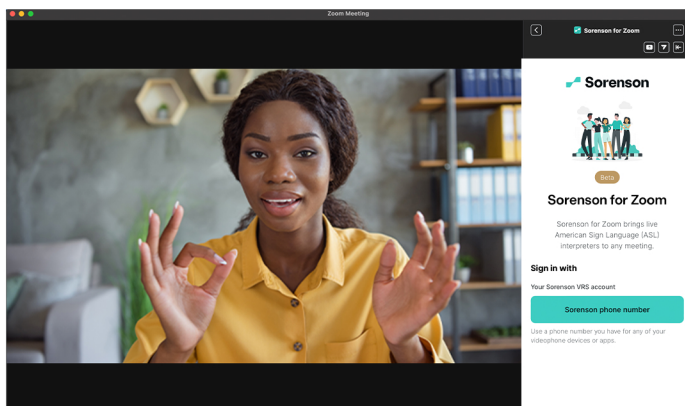 Zoom Meeting
Sorenson for Zoom
Sorenson
Beta
Sorenson for Zoom
Sorenson for Zoom brings live
American Sign Language (ASL)
interpreters to any meeting.
Sign in with
Your Sorenson VRS account
Sorenson phone number
Use a phone number you have for any of your
videophone devices or apps.